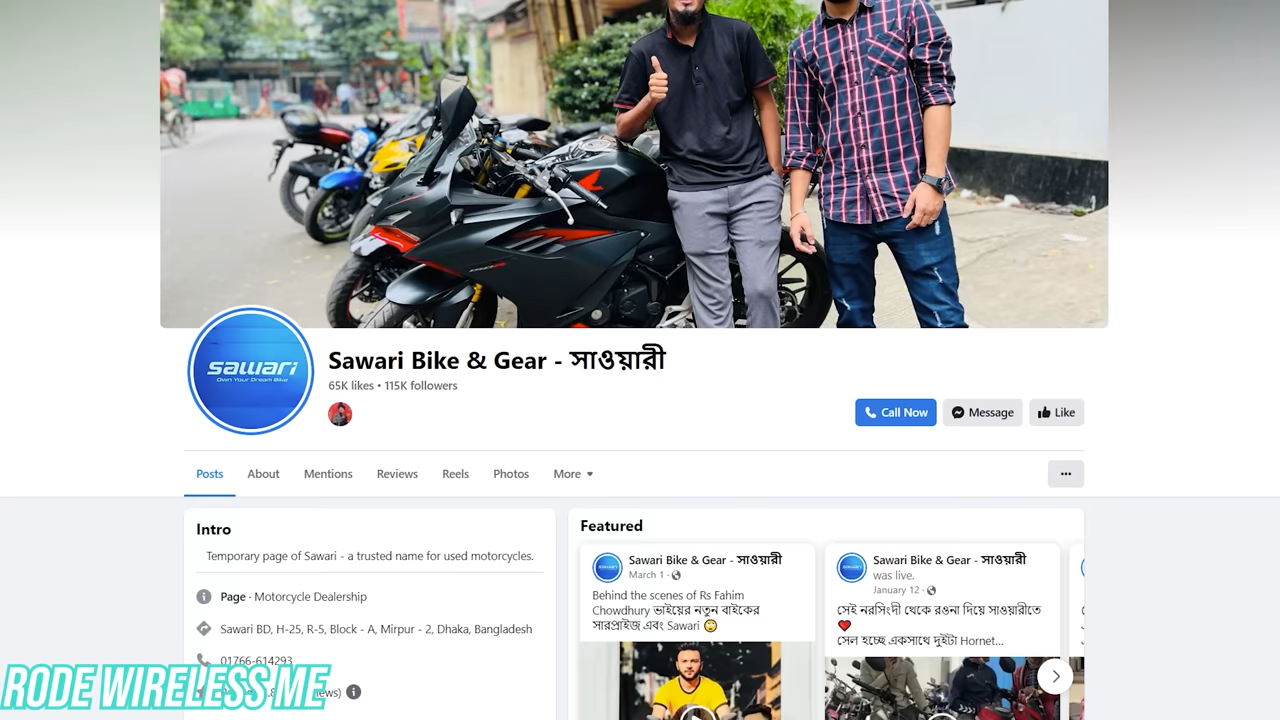 sawari
Own Your Dream Bike
Sawari Bike & Gear - সাওয়ারী
65K likes • 115K followers
Call Now
Message
Like
Posts
About
Mentions
Reviews
Reels
Photos
More
Intro
Temporary page of Sawari - a trusted name for used motorcycles.
Page · Motorcycle Dealership
Sawari BD, H-25, R-5, Block - A, Mirpur - 2, Dhaka, Bangladesh
01766-614293
RODE WIRELESS ME
Featured
Sawari Bike & Gear - সাওয়ারী
March 1 ·
Behind the scenes of Rs Fahim
Chowdhury ভাইয়ের নতুন বাইকের
সারপ্রাইজ এবং Sawari 🙄
Sawari Bike & Gear - সাওয়ারী
was live.
January 12 ·
সেই নরসিংদী থেকে রওনা দিয়ে সাওয়ারীতে
❤️
সেল হচ্ছে একসাথে দুইটা Hornet...